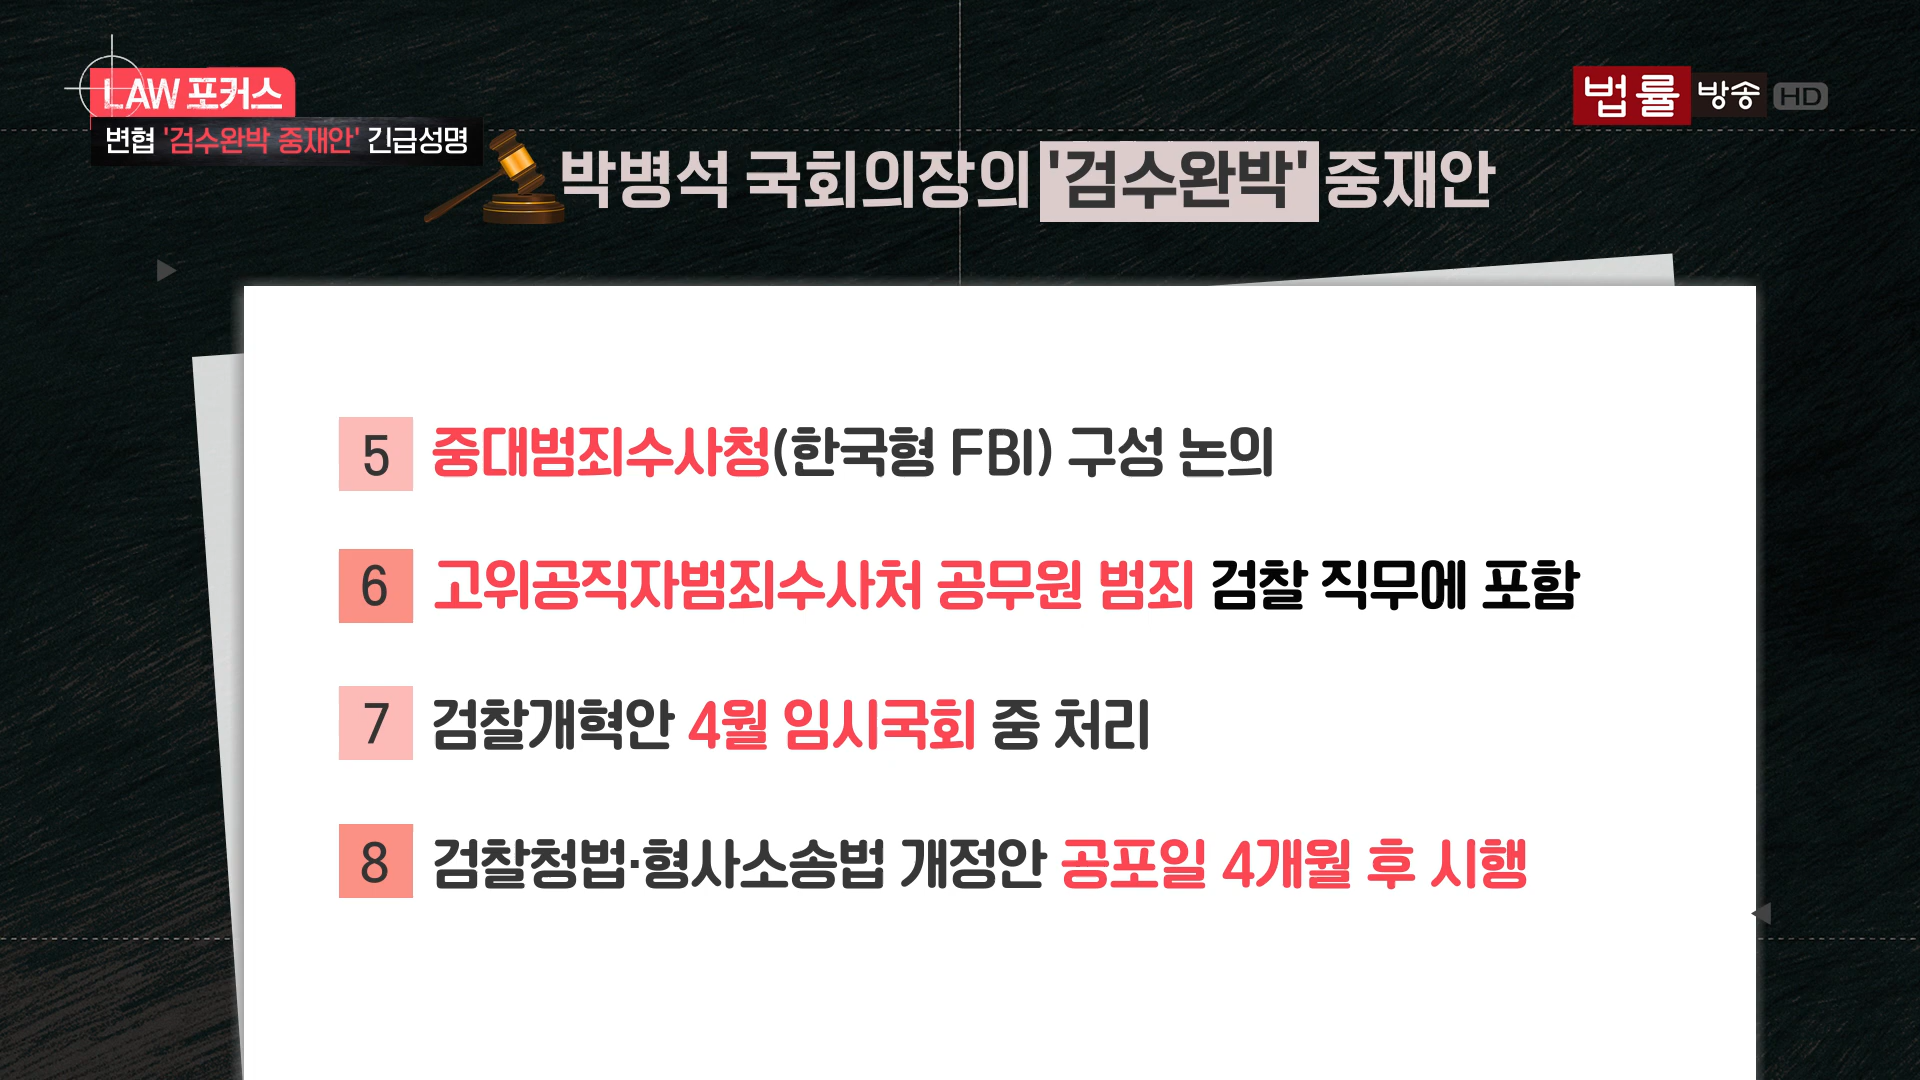 LAW 포커스
변협 '검수완박 중재안' 긴급성명
법률방송 HD
박병석 국회의장의 '검수완박' 중재안
5 중대범죄수사청(한국형 FBI) 구성 논의
6 고위공직자범죄수사처 공무원 범죄 검찰 직무에 포함
7 검찰개혁안 4월 임시국회 중 처리
8 검찰청법·형사소송법 개정안 공포일 4개월 후 시행